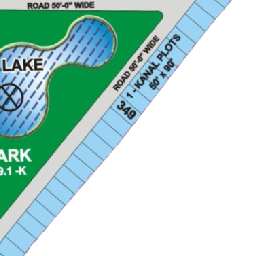 ROAD 50'-0" WIDE
LAKE
ROAD 50'-0" WIDE
1 - KANAL PLOTS
50' X 90'
349
ARK
9.1 -K